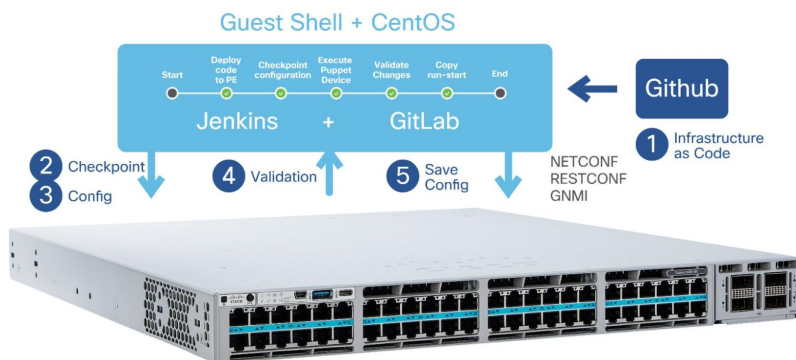 Guest Shell + CentOS
Start
Deploy
code
to PE
Checkpoint
configuration
Execute
Puppet
Device
Validate
Changes
Copy
run-start
End
Jenkins + GitLab
Github
1 Infrastructure
as Code
2 Checkpoint
3 Config
4 Validation
5 Save
Config
NETCONF
RESTCONF
GNMI